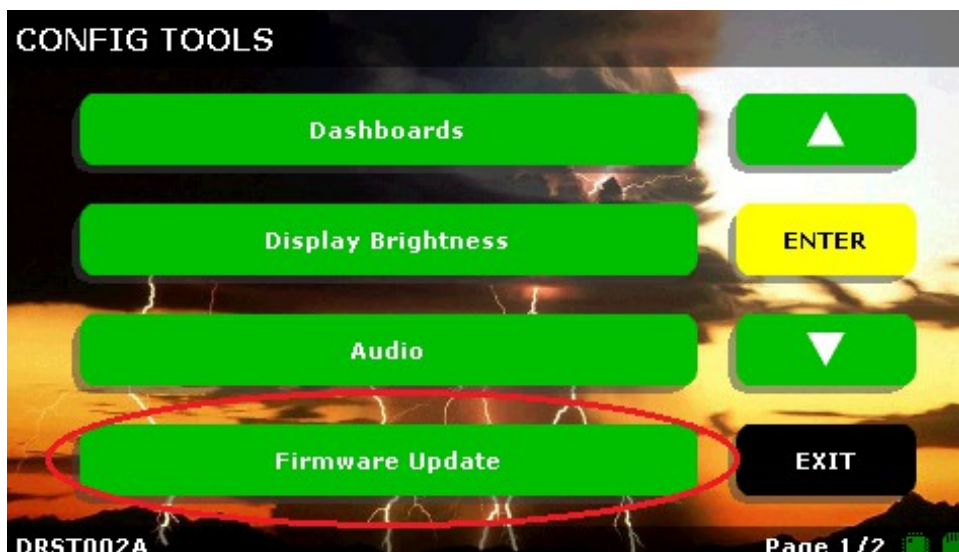 CONFIG TOOLS
Dashboards
Display Brightness
ENTER
Audio
Firmware Update
EXIT
DRST002A
Page 1/2